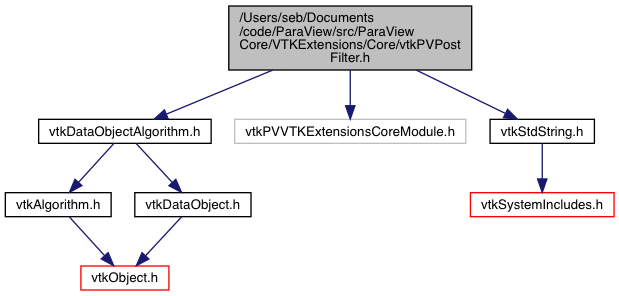 /Users/seb/Documents
/code/ParaView/src/ParaView
Core/VTKExtensions/Core/vtkPVPost
Filter.h
vtkDataObjectAlgorithm.h
vtkPVVTKExtensionsCoreModule.h
vtkStdString.h
vtkAlgorithm.h
vtkDataObject.h
vtkSystemIncludes.h
vtkObject.h